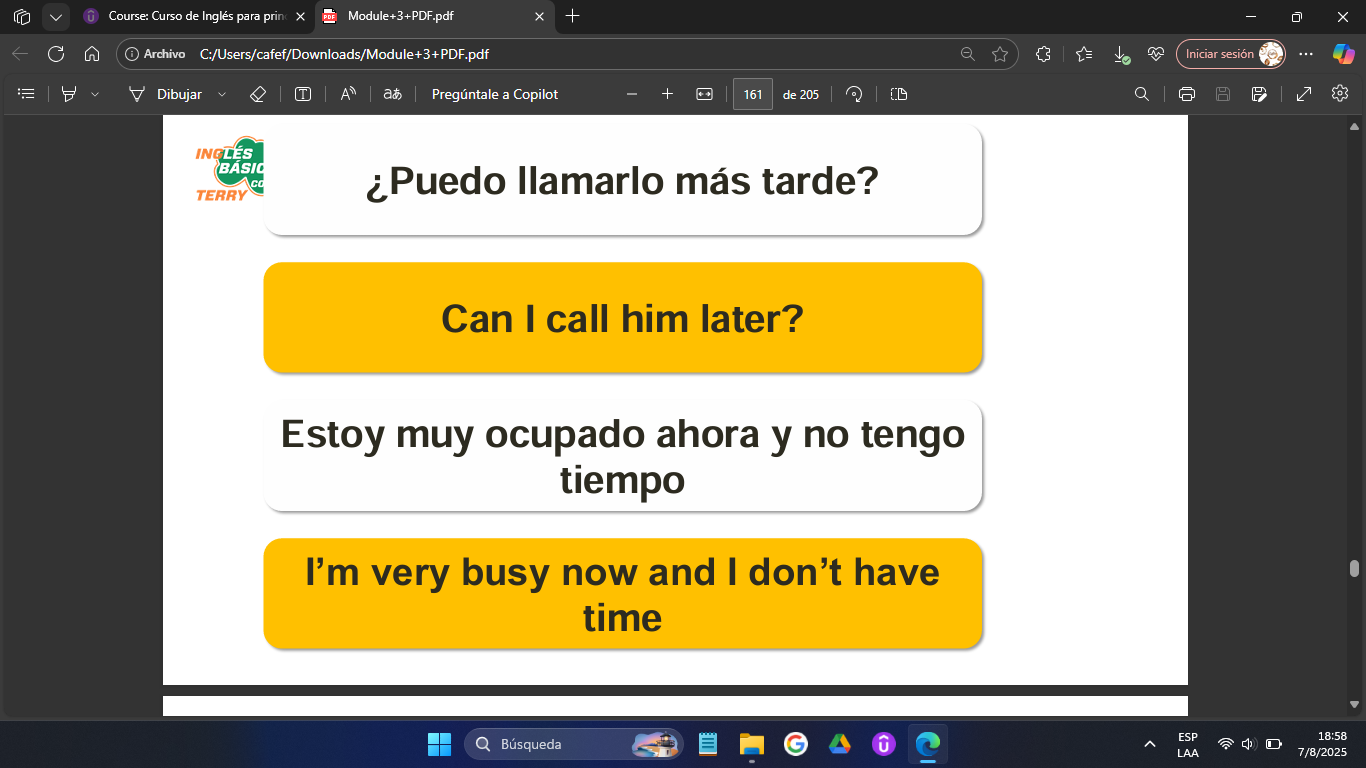 Course: Curso de Inglés para prin
Module+3+PDF.pdf
Archivo C:/Users/cafef/Downloads/Module+3+PDF.pdf
Iniciar sesión
Dibujar
aあ
Pregúntale a Copilot
161 de 205
INGLÉS
BÁSIC
CO
TERRY
¿Puedo llamarlo más tarde?
Can I call him later?
Estoy muy ocupado ahora y no tengo
tiempo
I'm very busy now and I don't have
time
Búsqueda
ESP
LAA
18:58
7/8/2025